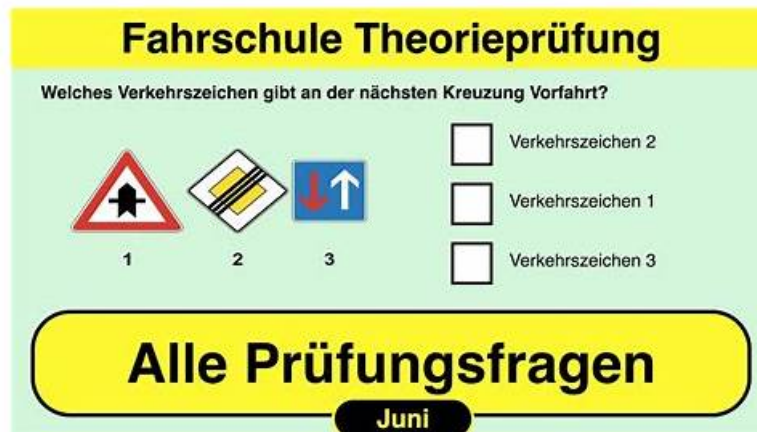 Fahrschule Theorieprüfung
Welches Verkehrszeichen gibt an der nächsten Kreuzung Vorfahrt?
Verkehrszeichen 2
Verkehrszeichen 1
Verkehrszeichen 3
1 2 3
Alle Prüfungsfragen
Juni